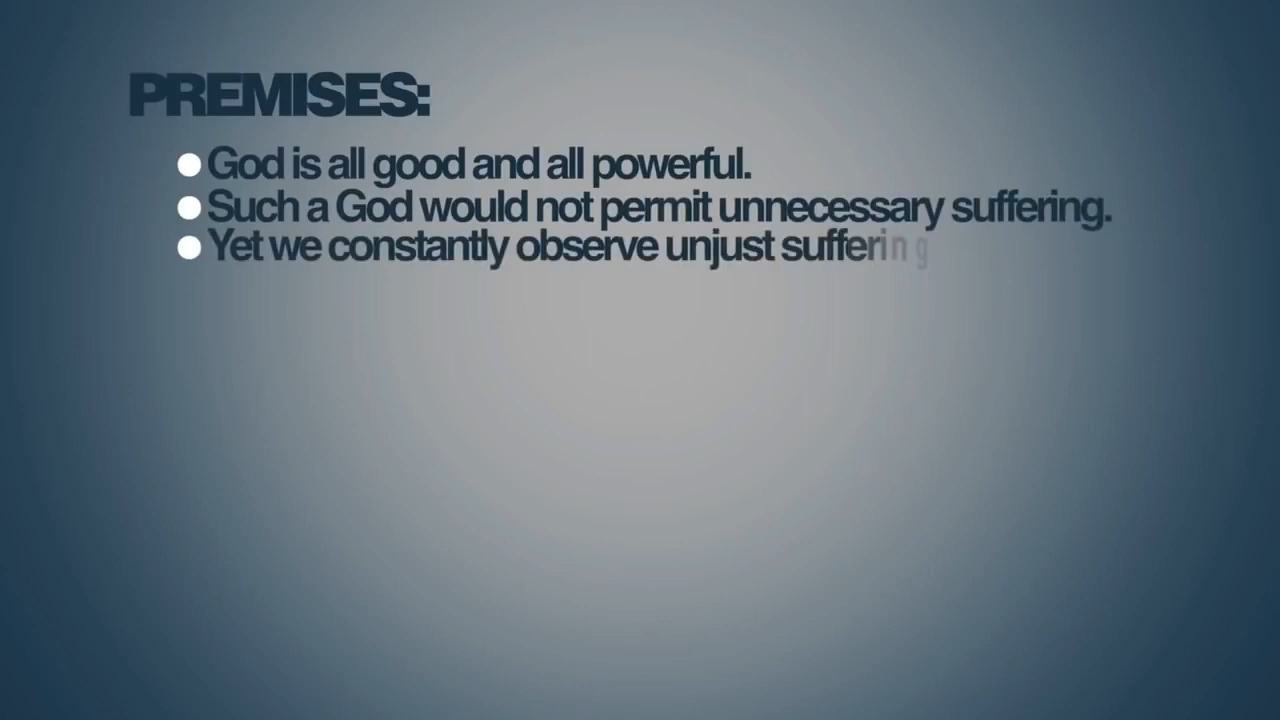 PREMISES:
God is all good and all powerful.
Such a God would not permit unnecessary suffering.
Yet we constantly observe unjust suffering